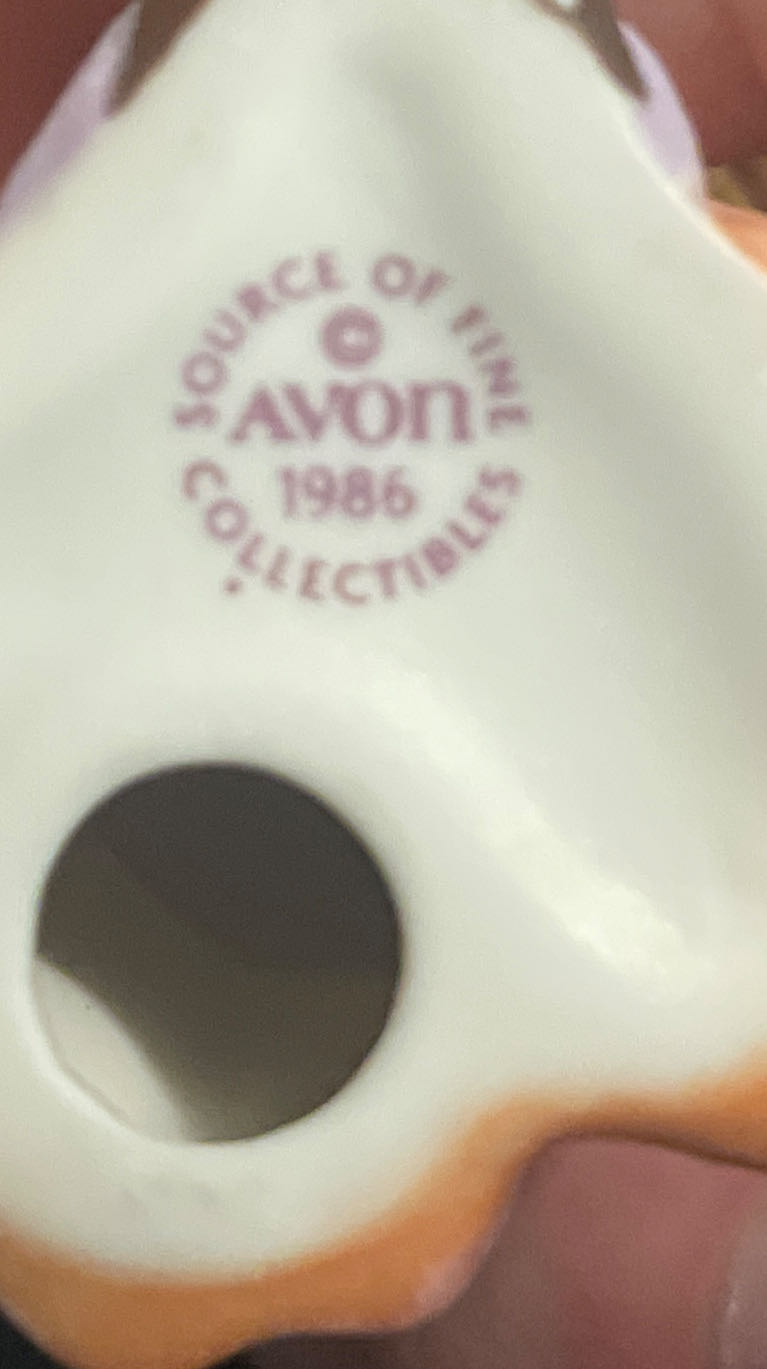 SOURCE OF FINE
©
AVON
1986
COLLECTIBLES